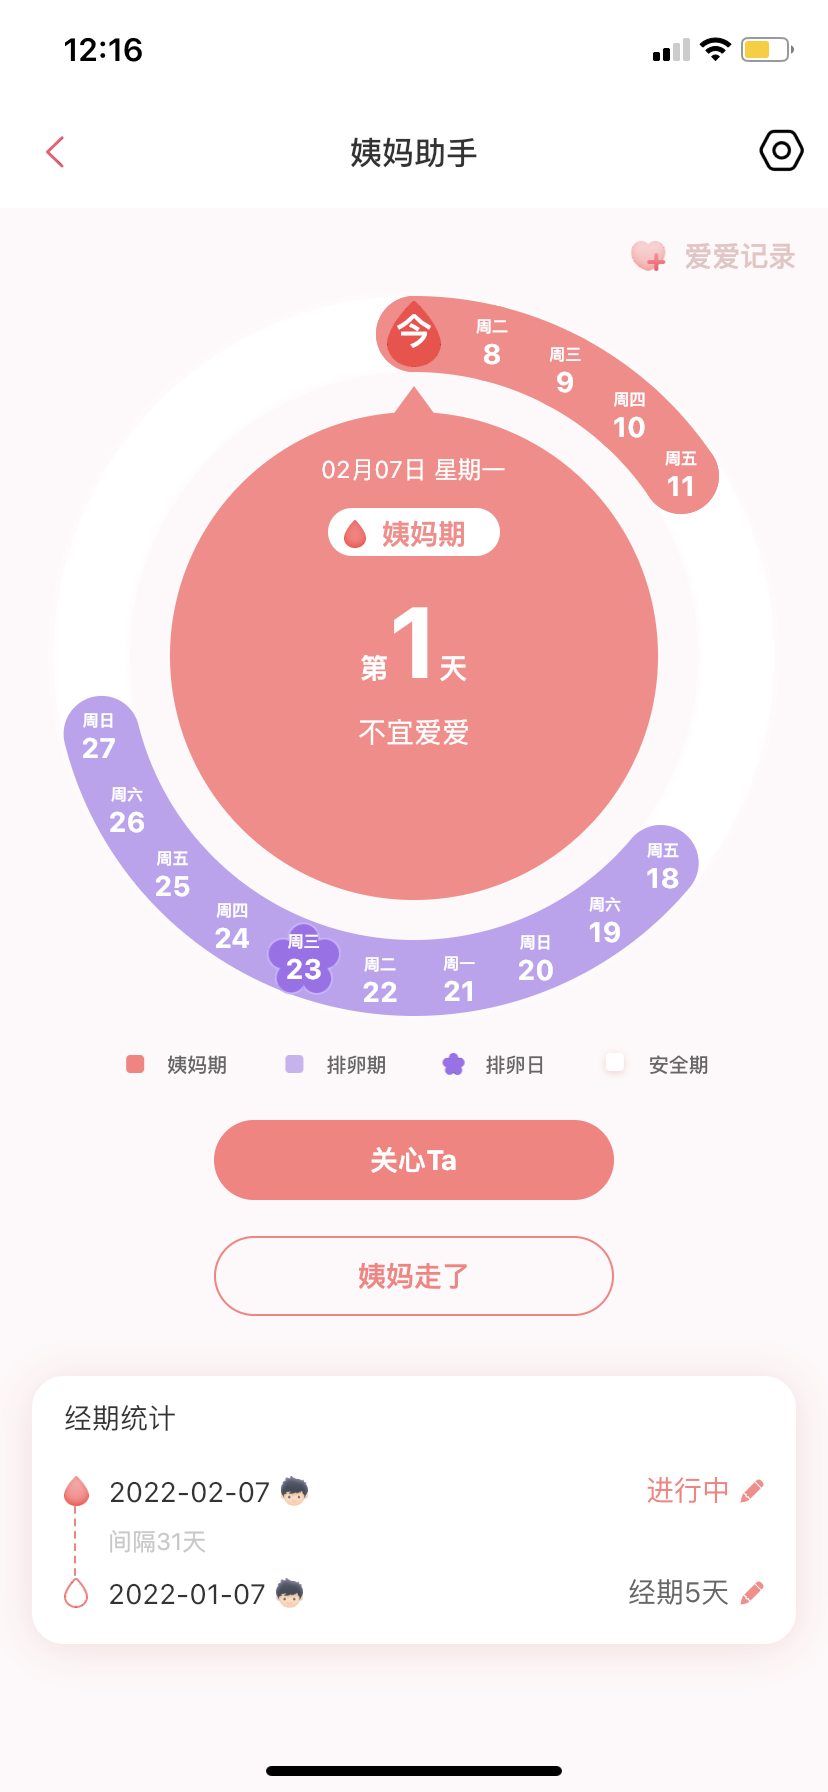 12:16
姨妈助手
爱爱记录
今
周二
8
周三
9
周四
10
周五
11
02月07日 星期一
姨妈期
第1天
不宜爱爱
周五
18
周六
19
周日
20
周一
21
周二
22
周三
23
周四
24
周五
25
周六
26
周日
27
姨妈期 排卵期 排卵日 安全期
关心Ta
姨妈走了
经期统计
2022-02-07 进行中
间隔31天
2022-01-07 经期5天